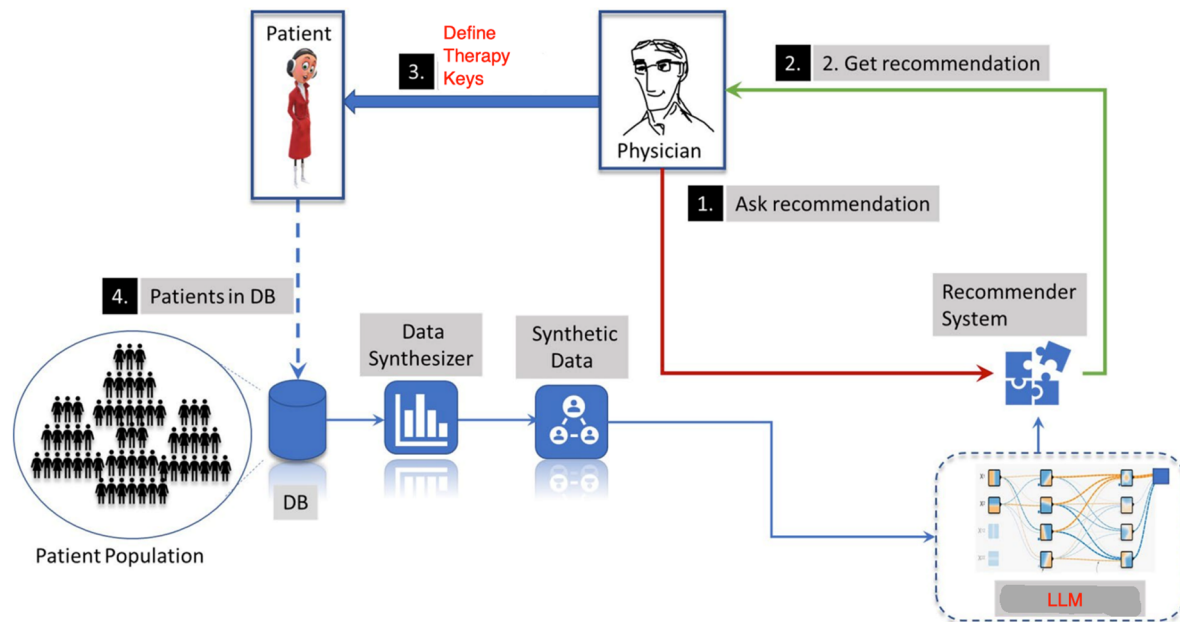 Patient
3.
Define
Therapy
Keys
Physician
2.
2. Get recommendation
1.
Ask recommendation
4.
Patients in DB
Data
Synthesizer
Synthetic
Data
Recommender
System
DB
Patient Population
LLM